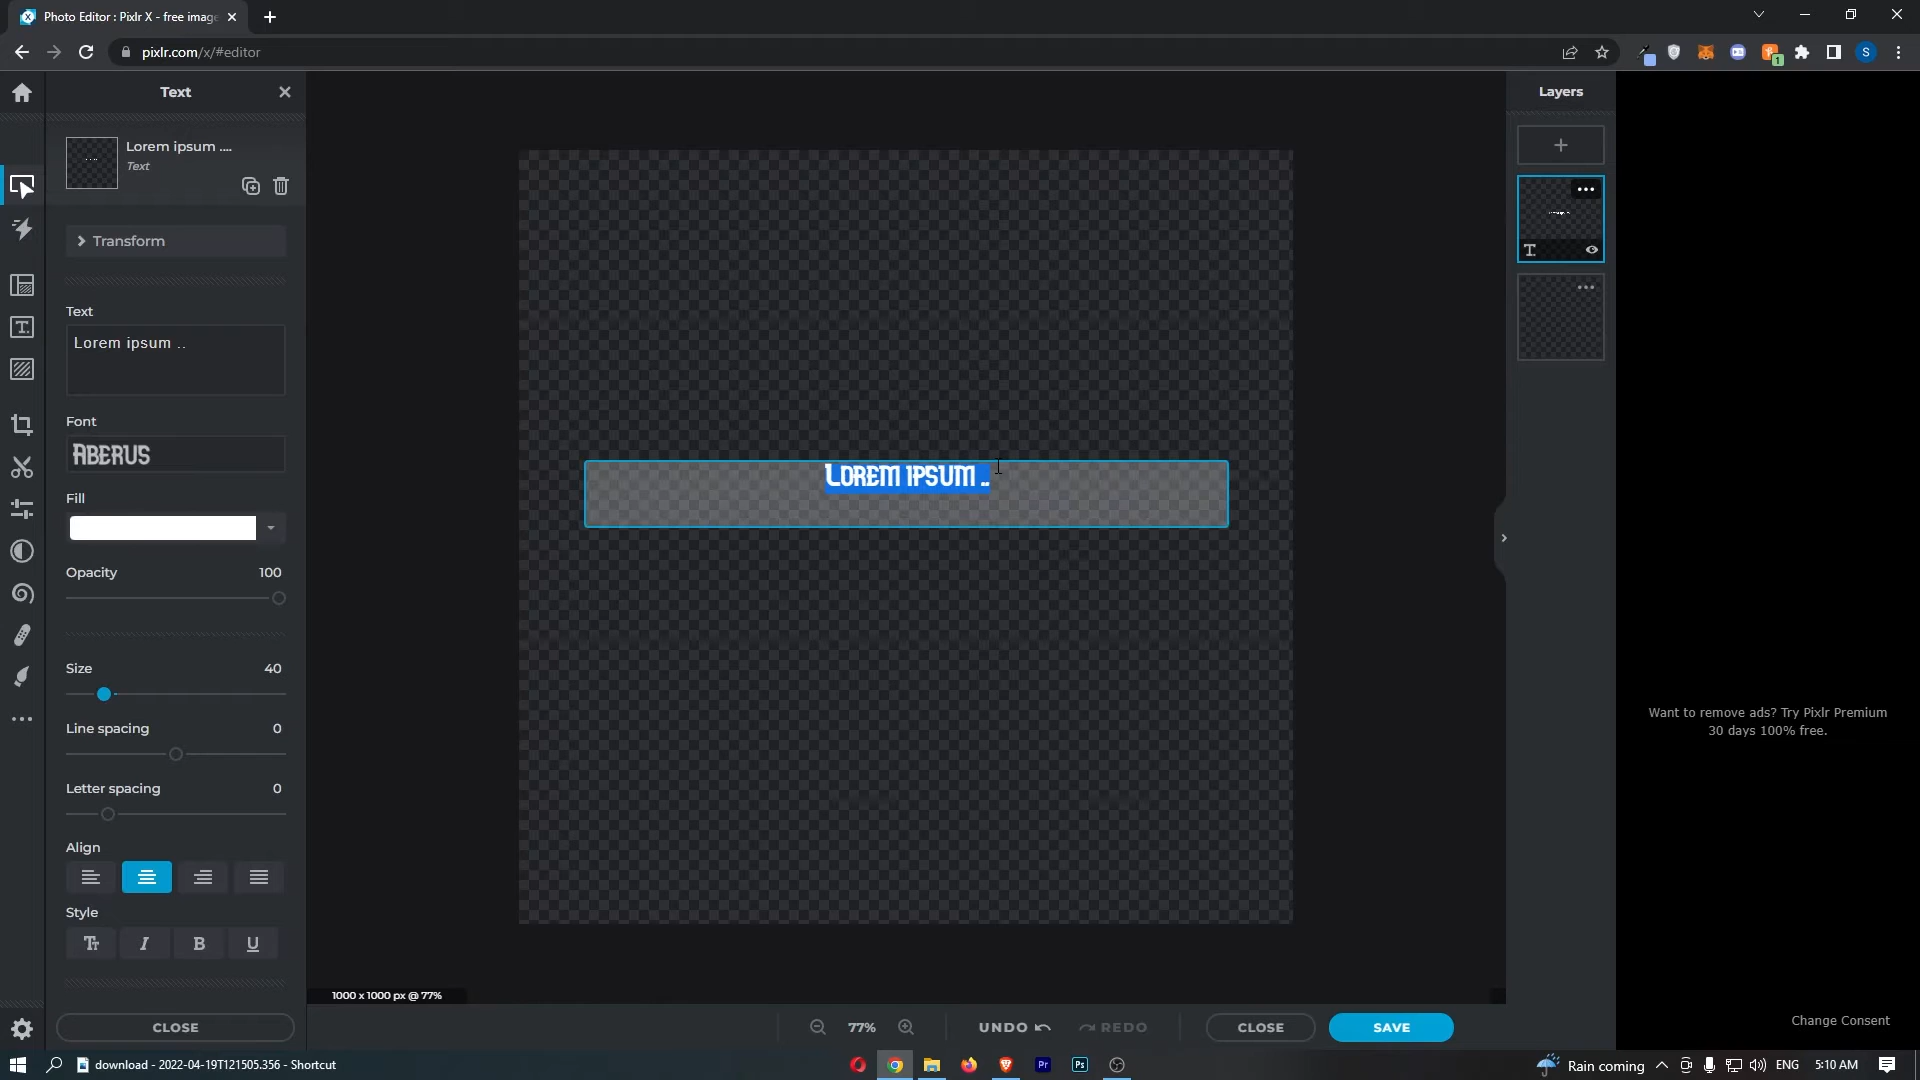 Photo Editor : Pixlr X - free image
pixlr.com/x/#editor
S
1
Text
Lorem ipsum ....
Text
Transform
Text
Lorem ipsum ..
Font
ABERUS
Fill
Opacity 100
Size 40
Line spacing 0
Letter spacing 0
Align
Style
CLOSE
LOREM IPSUM ..
1000 x 1000 px @ 77%
77%
UNDO
REDO
CLOSE
SAVE
Layers
Want to remove ads? Try Pixlr Premium
30 days 100% free.
Change Consent
download - 2022-04-19T121505.356 - Shortcut
Pr
Ps
Rain coming
ENG
5:10 AM